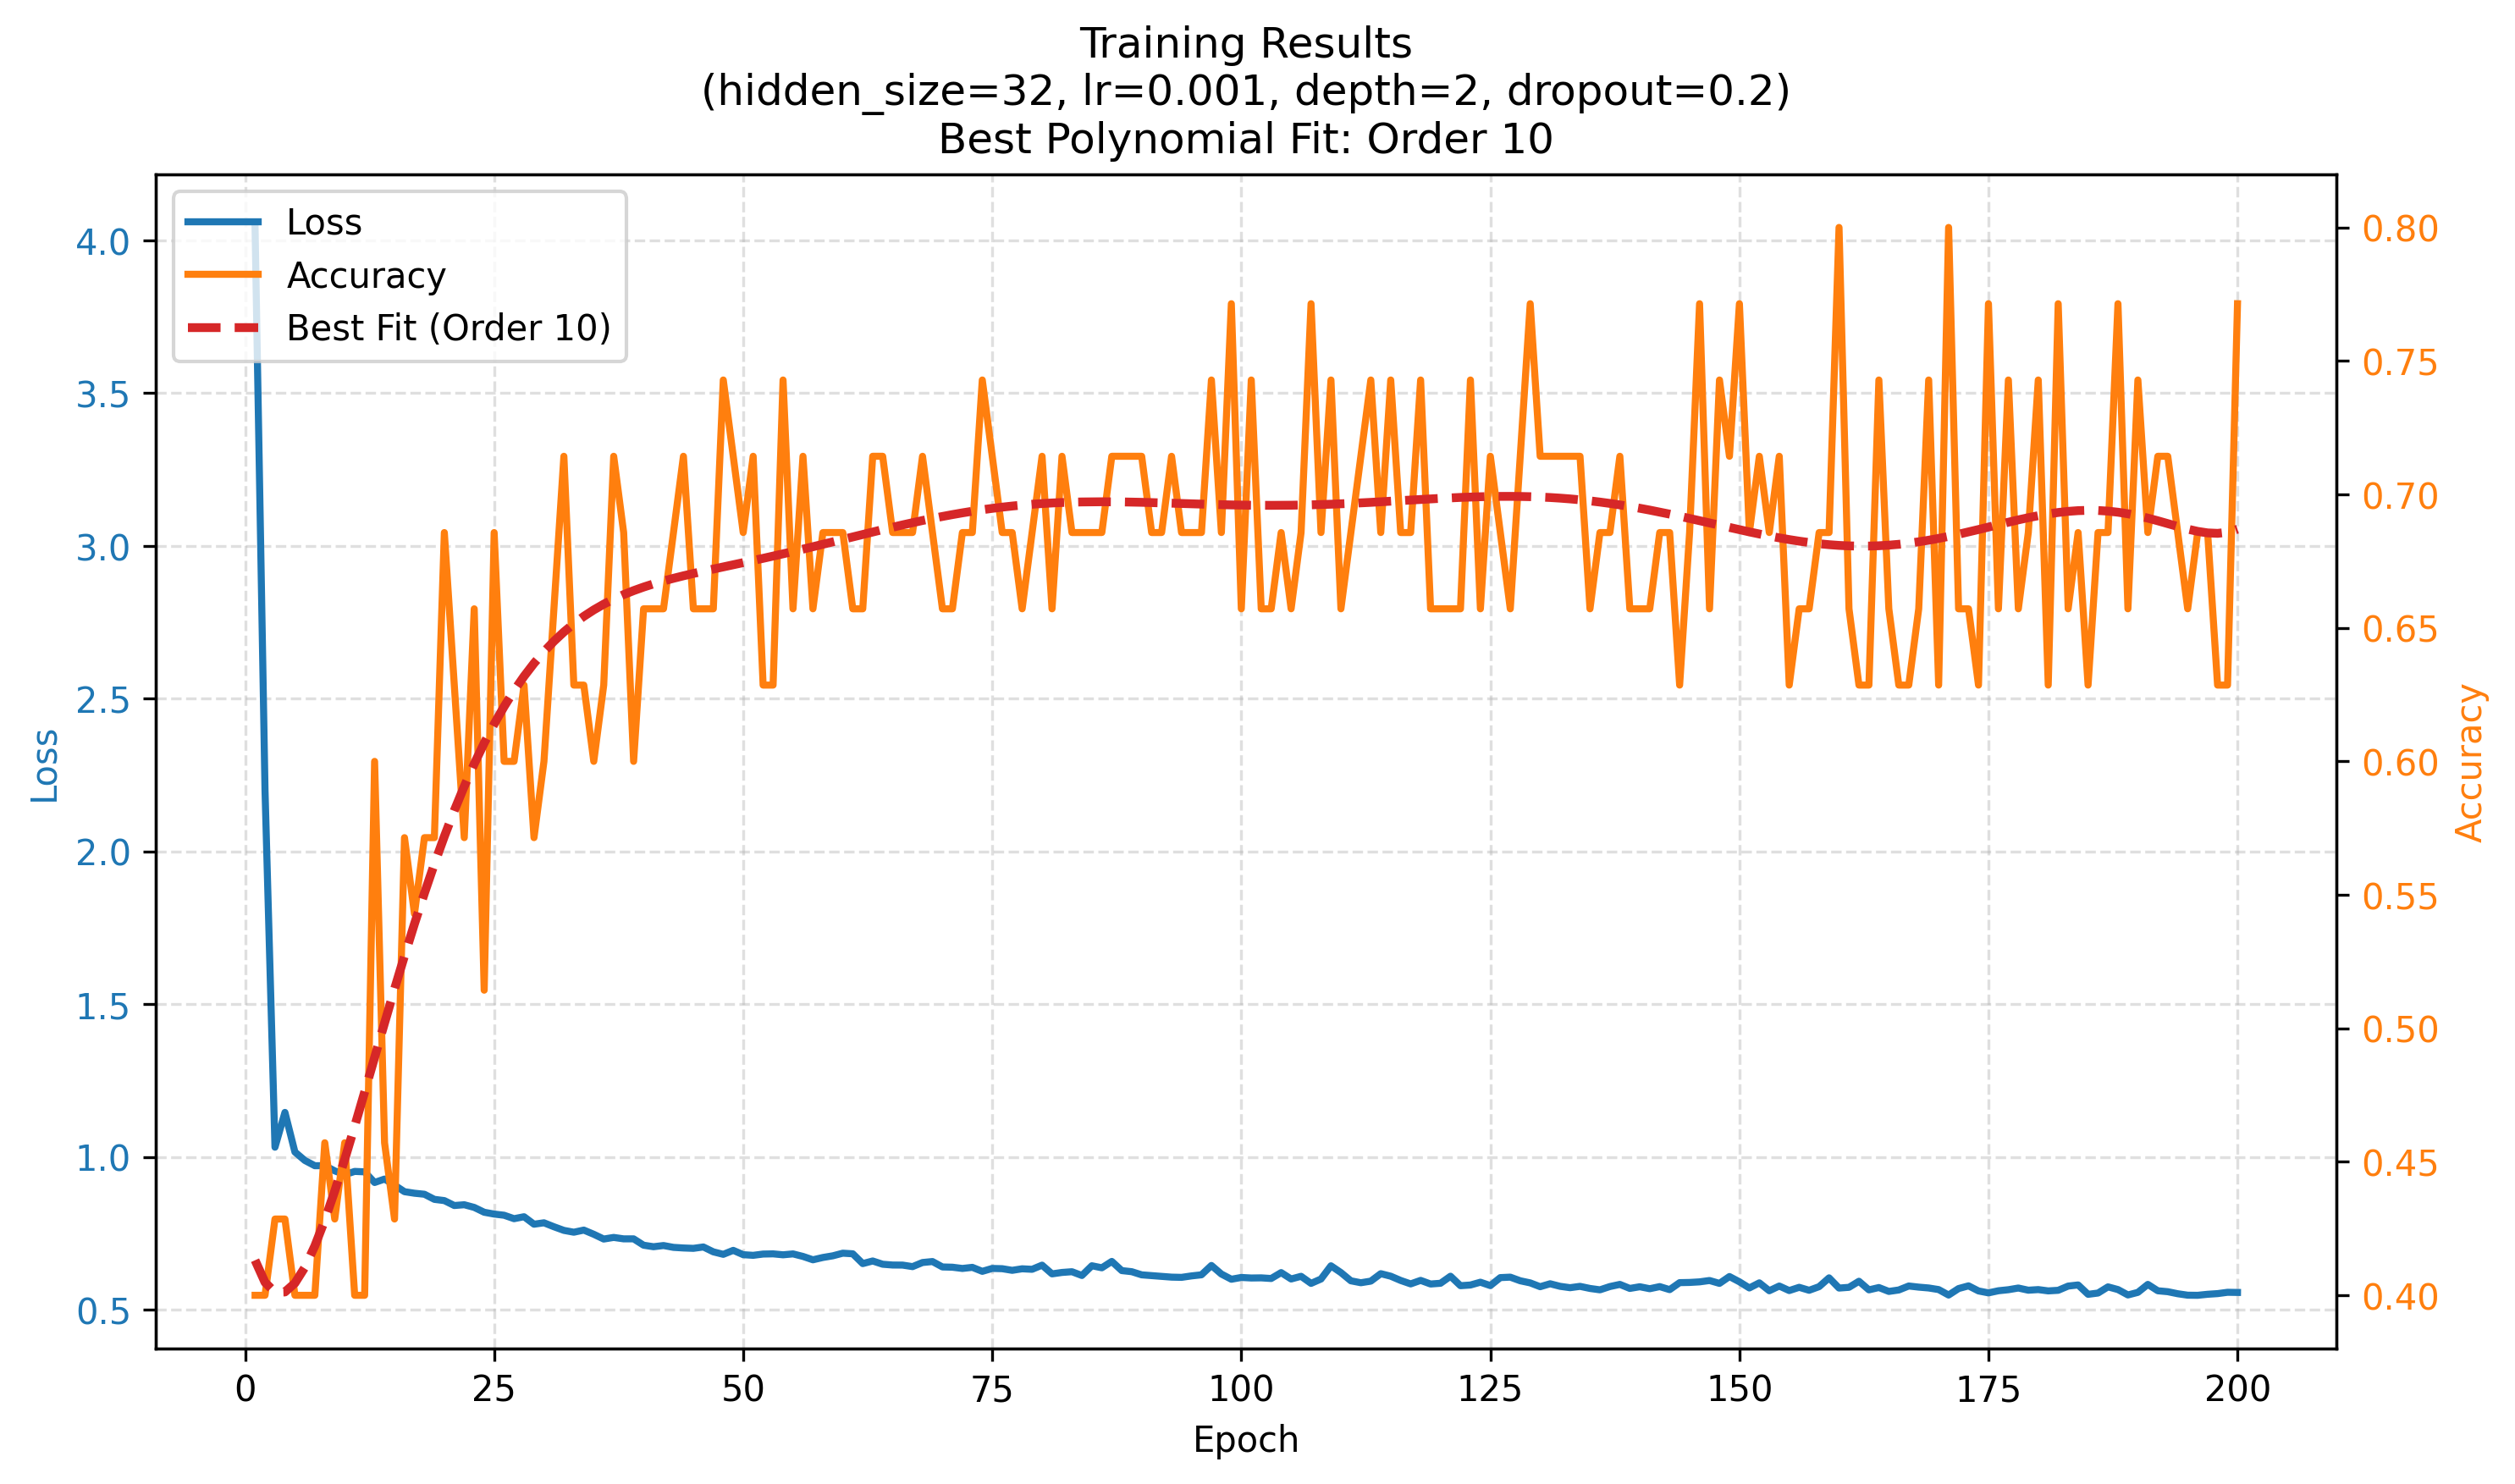 Training Results
(hidden_size=32, lr=0.001, depth=2, dropout=0.2)
Best Polynomial Fit: Order 10
Loss
Accuracy
Best Fit (Order 10)
4.0
3.5
3.0
2.5
2.0
1.5
1.0
0.5
Loss
0.80
0.75
0.70
0.65
0.60
0.55
0.50
0.45
0.40
Accuracy
0 25 50 75 100 125 150 175 200
Epoch